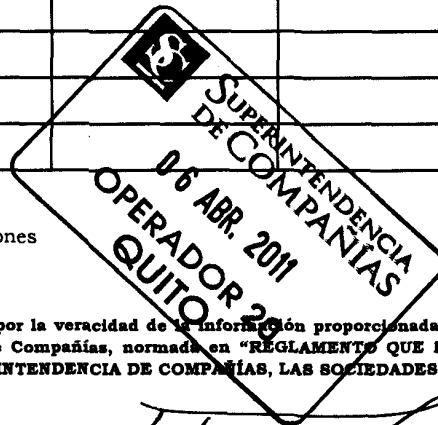 SUPERINTENDENCIA
DE COMPAÑÍAS
06 ABR. 2011
OPERADOR 29
QUITO
ones
por la veracidad de la información proporcionada
Compañías, normada en "REGLAMENTO QUE
INTENDENCIA DE COMPAÑÍAS, LAS SOCIEDADES